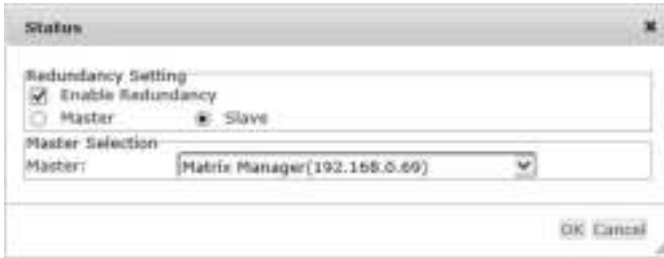 Status
Redundancy Setting
Enable Redundancy
Master Slave
Master Selection
Master: Matrix Manager(192.168.0.69)
OK Cancel